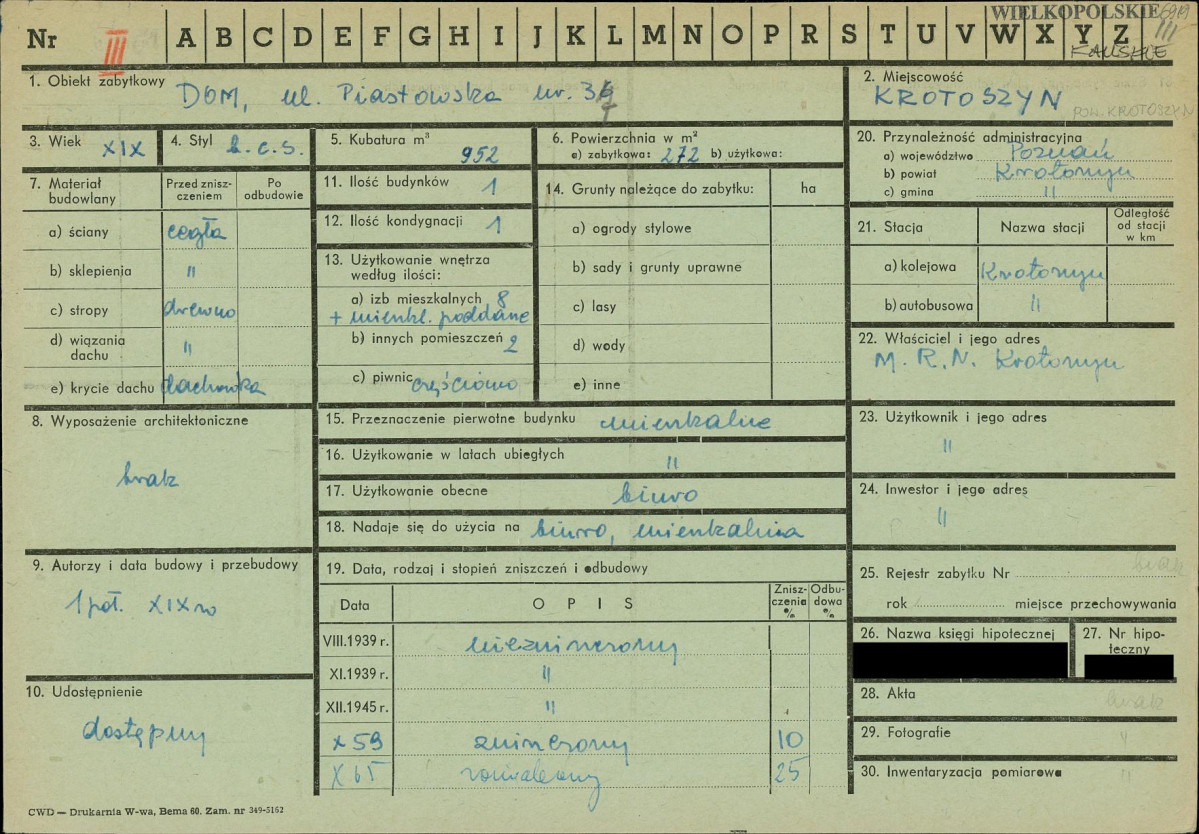 Nr III A B C D E F G H I J K L M N O P R S T U V W X Y Z
WIELKOPOLSKIE
KALISKIE
1. Obiekt zabytkowy DOM, ul. Piastowska nr.
2. Miejscowość
KROTOSZYN
POW. KROTOSZYN
3. Wiek XIX
4. Styl b.c.s.
5. Kubatura m³ 952
6. Powierzchnia w m²
a) zabytkowa: 272 b) użytkowa:
20. Przynależność administracyjna
a) województwo Poznań
b) powiat Krotoszyn
c) gmina "
7. Materiał budowlany
Przed zniszczeniem
Po odbudowie
a) ściany cegła
b) sklepienia "
c) stropy drewno
d) wiązania dachu "
e) krycie dachu dachówka
11. Ilość budynków 1
12. Ilość kondygnacji 1
13. Użytkowanie wnętrza według ilości:
a) izb mieszkalnych 8
+ mieszk. poddasze
b) innych pomieszczeń 2
c) piwnic częściowo
14. Grunty należące do zabytku: ha
a) ogrody stylowe
b) sady i grunty uprawne
c) lasy
d) wody
e) inne
21. Stacja
Nazwa stacji
Odległość od stacji w km
a) kolejowa Krotoszyn
b) autobusowa "
22. Właściciel i jego adres
M. R. N. Krotoszyn
8. Wyposażenie architektoniczne
brak
15. Przeznaczenie pierwotne budynku mieszkalne
16. Użytkowanie w latach ubiegłych "
17. Użytkowanie obecne biuro
18. Nadaje się do użycia na biuro, mieszkalnia
23. Użytkownik i jego adres
"
24. Inwestor i jego adres
"
9. Autorzy i data budowy i przebudowy
1 poł. XIX w
10. Udostępnienie
dostępny
19. Data, rodzaj i stopień zniszczeń i odbudowy
Data OPIS Zniszczenia % Odbudowa %
VIII.1939 r. niezniszczony
XI.1939 r. "
XII.1945 r. "
X 59 zniszczony 10
X 65 25
25. Rejestr zabytku Nr brak
rok miejsce przechowywania
26. Nazwa księgi hipotecznej
27. Nr hipoteczny
28. Akta brak
29. Fotografie "
30. Inwentaryzacja pomiarowa "
CWD — Drukarnia W-wa, Bema 60. Zam. nr 349-5162